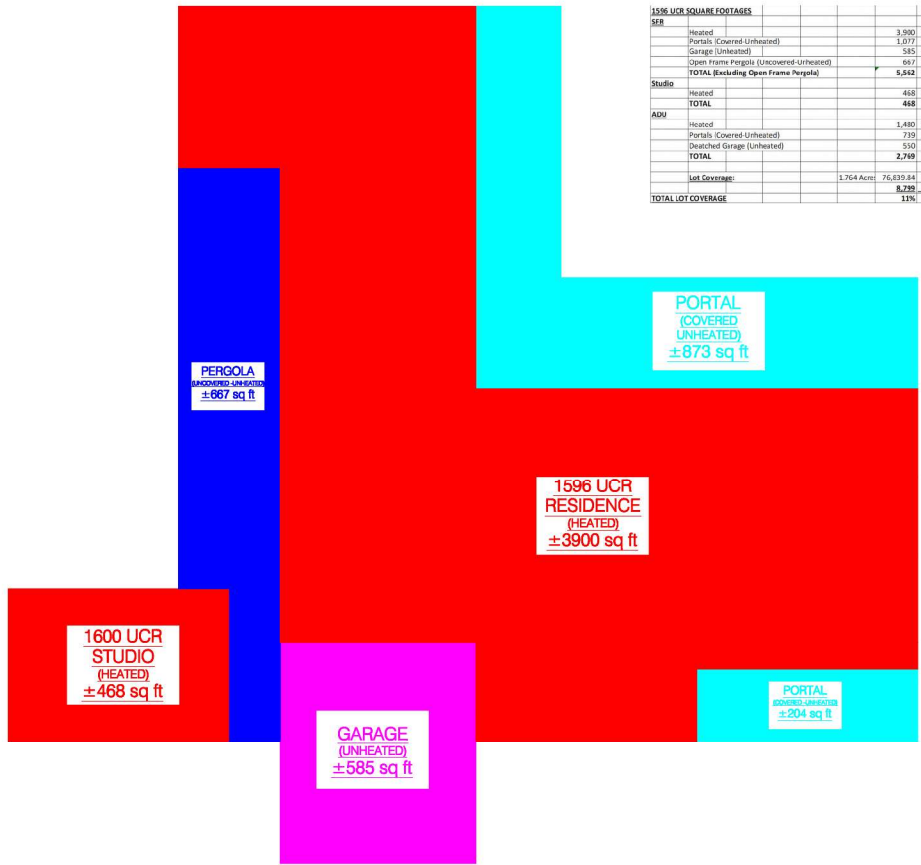 1596 UCR SQUARE FOOTAGES
SFR
Heated 3,900
Portals (Covered-Unheated) 1,077
Garage (Unheated) 585
Open Frame Pergola (Uncovered-Unheated) 667
TOTAL (Excluding Open Frame Pergola) 5,562
Studio
Heated 468
TOTAL 468
ADU
Heated 1,480
Portals (Covered-Unheated) 739
Deatched Garage (Unheated) 550
TOTAL 2,769
Lot Coverage: 1.764 Acres 76,839.84
8,799
TOTAL LOT COVERAGE 11%
PORTAL
(COVERED
UNHEATED)
±873 sq ft
PERGOLA
(UNCOVERED -UNHEATED)
±667 sq ft
1596 UCR
RESIDENCE
(HEATED)
±3900 sq ft
1600 UCR
STUDIO
(HEATED)
±468 sq ft
PORTAL
(COVERED -UNHEATED)
±204 sq ft
GARAGE
(UNHEATED)
±585 sq ft